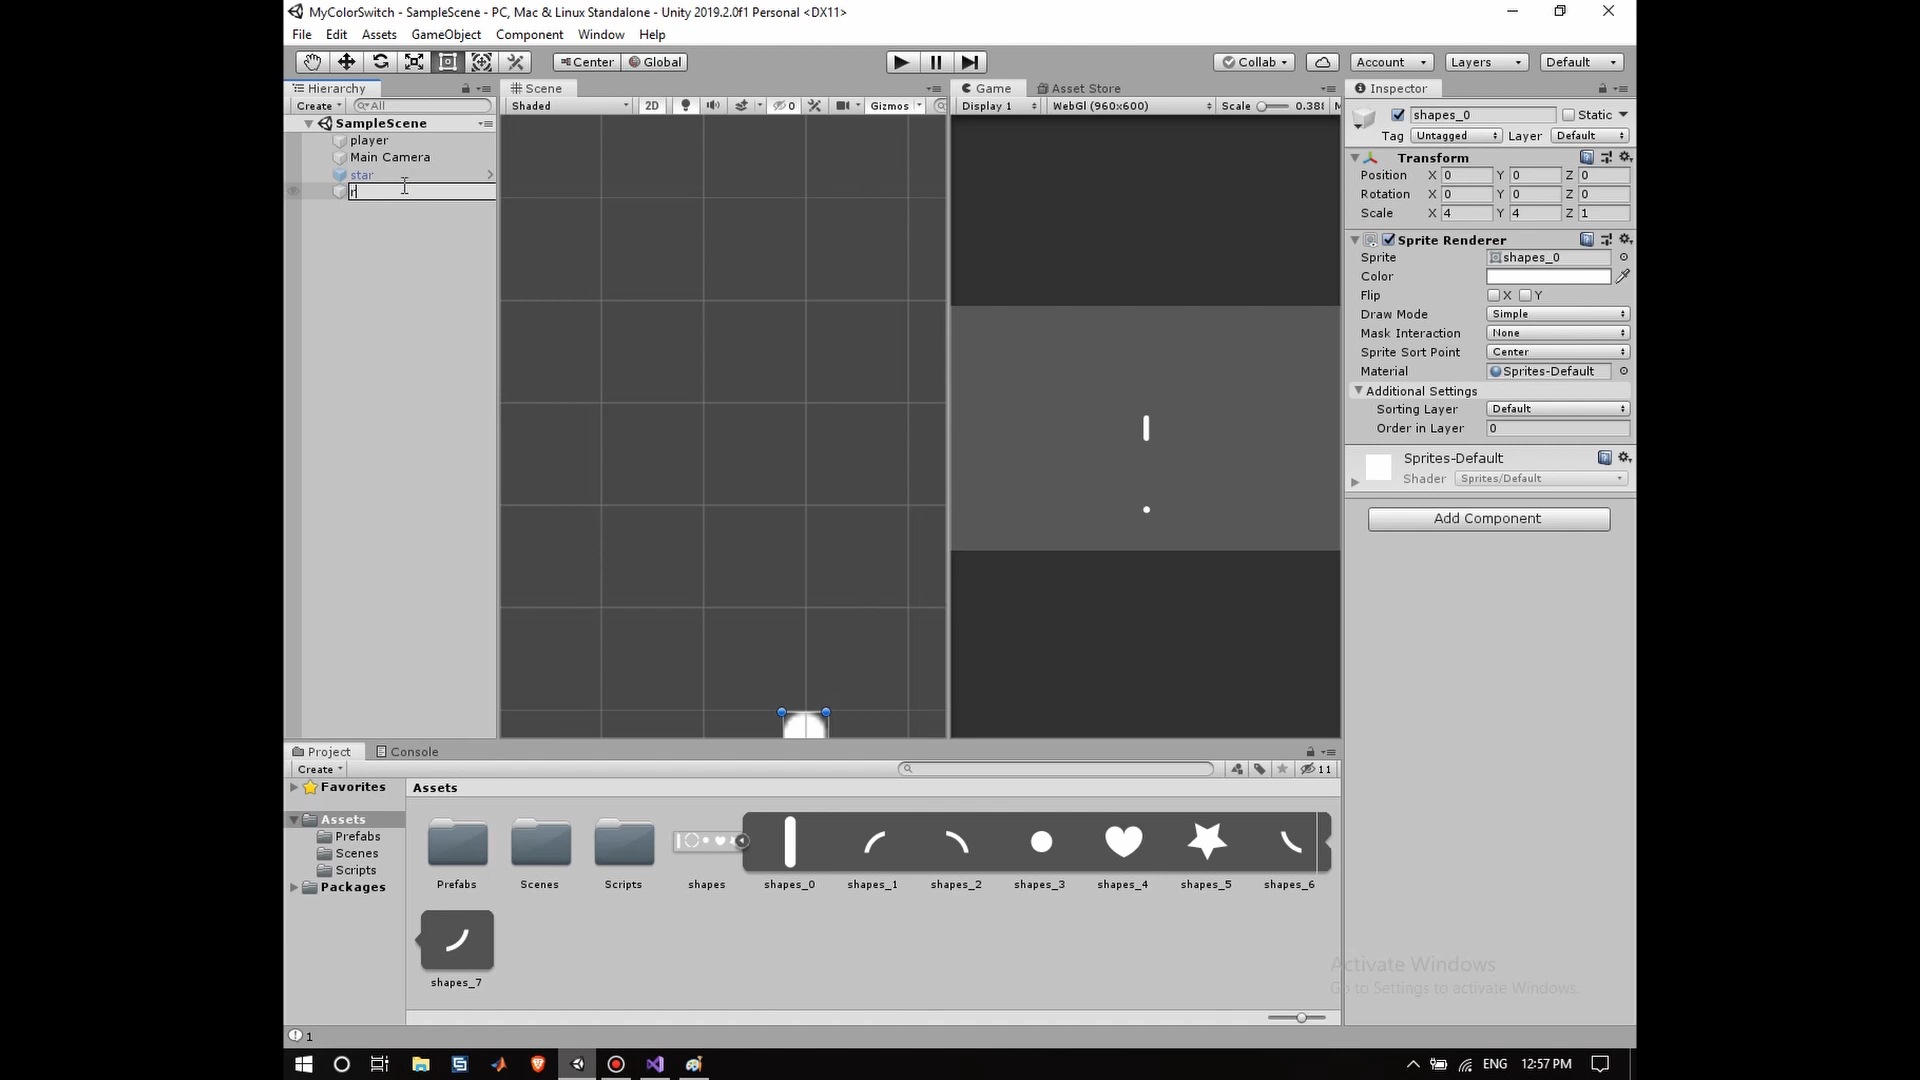 MyColorSwitch - SampleScene - PC, Mac & Linux Standalone - Unity 2019.2.0f1 Personal <DX11>
File Edit Assets GameObject Component Window Help
Center Global Collab Account Layers Default
Hierarchy
Create All
SampleScene
player
Main Camera
star
r
Scene
Shaded 2D 0 Gizmos
Game Asset Store
Display 1 WebGl (960x600) Scale 0.388 M
Inspector
shapes_0 Static
Tag Untagged Layer Default
Transform
Position X 0 Y 0 Z 0
Rotation X 0 Y 0 Z 0
Scale X 4 Y 4 Z 1
Sprite Renderer
Sprite shapes_0
Color
Flip X Y
Draw Mode Simple
Mask Interaction None
Sprite Sort Point Center
Material Sprites-Default
Additional Settings
Sorting Layer Default
Order in Layer 0
Sprites-Default
Shader Sprites/Default
Add Component
Project Console
Create 11
Favorites
Assets
Prefabs
Scenes
Scripts
Packages
Assets
Prefabs Scenes Scripts shapes shapes_0 shapes_1 shapes_2 shapes_3 shapes_4 shapes_5 shapes_6
shapes_7
Activate Windows
Go to Settings to activate Windows.
1
ENG 12:57 PM